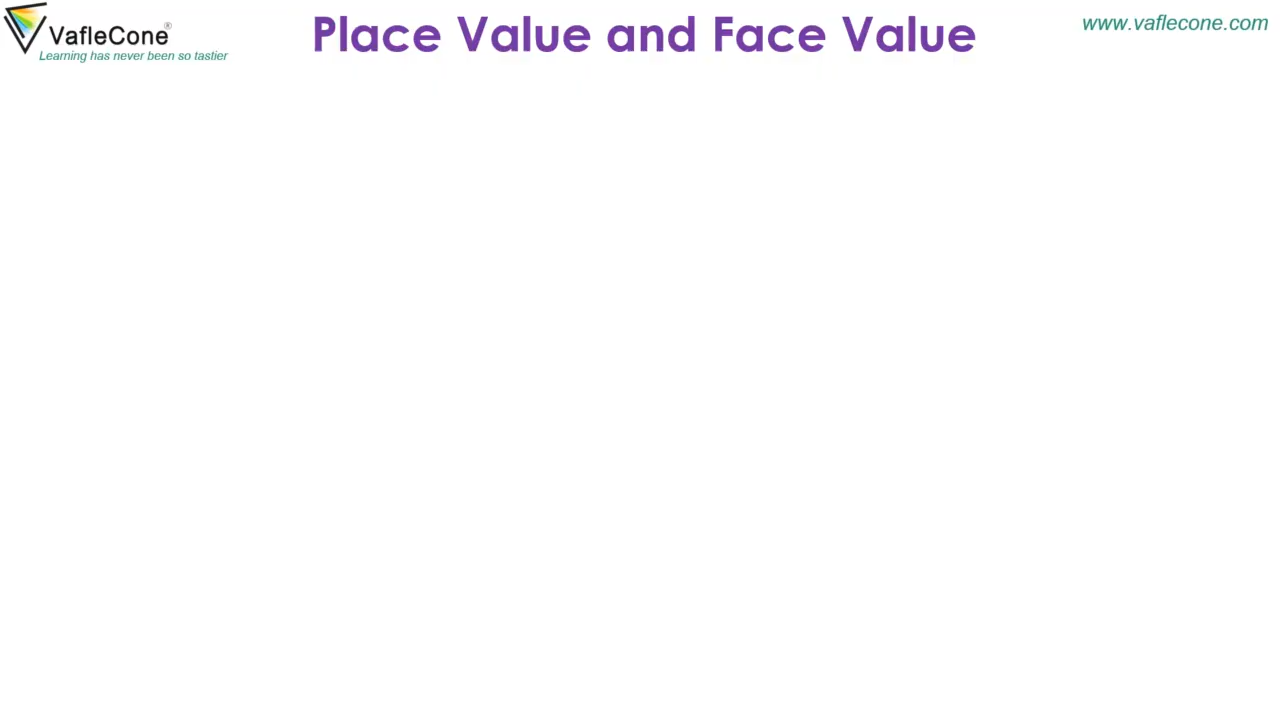 VafleCone®
Learning has never been so tastier
Place Value and Face Value
www.vaflecone.com